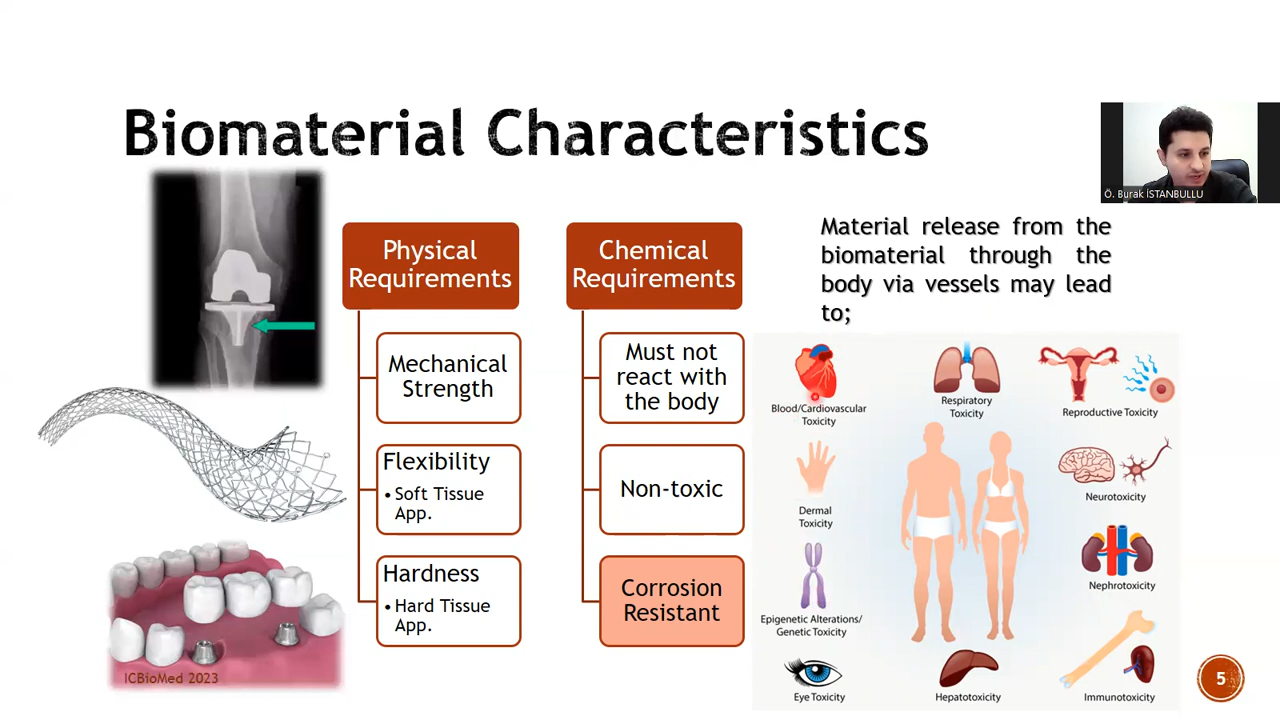 Biomaterial Characteristics
Ö. Burak İSTANBULLU
Physical
Requirements
Mechanical
Strength
Flexibility
• Soft Tissue
App.
Hardness
• Hard Tissue
App.
Chemical
Requirements
Must not
react with
the body
Non-toxic
Corrosion
Resistant
Material release from the
biomaterial through the
body via vessels may lead
to;
Blood/Cardiovascular
Toxicity
Respiratory
Toxicity
Reproductive Toxicity
Dermal
Toxicity
Neurotoxicity
Nephrotoxicity
Epigenetic Alterations/
Genetic Toxicity
Eye Toxicity
Hepatotoxicity
Immunotoxicity
ICBioMed 2023
5